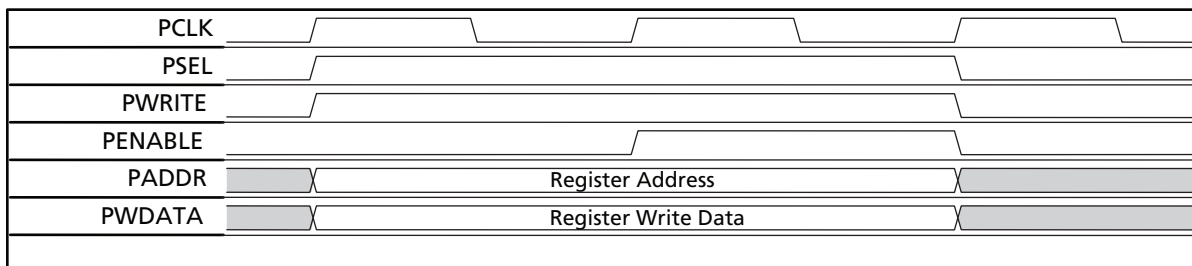 PCLK
PSEL
PWRITE
PENABLE
PADDR Register Address
PWDATA Register Write Data